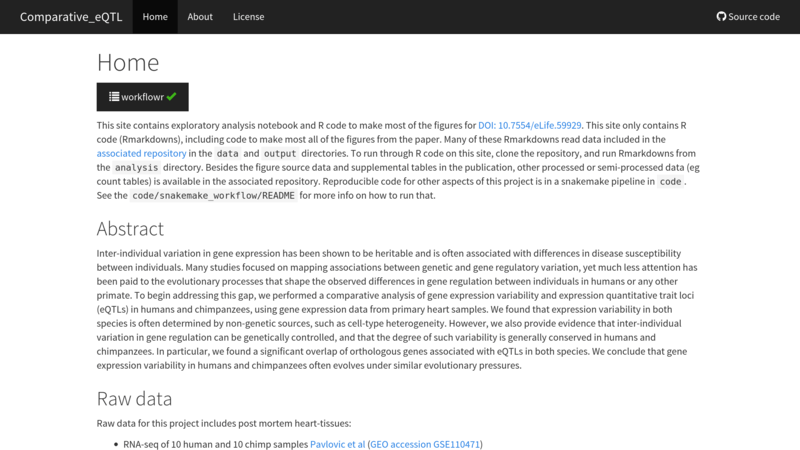 Comparative_eQTL Home About License Source code
Home
workflowr
This site contains exploratory analysis notebook and R code to make most of the figures for DOI: 10.7554/eLife.59929. This site only contains R
code (Rmarkdowns), including code to make most all of the figures from the paper. Many of these Rmarkdowns read data included in the
associated repository in the data and output directories. To run through R code on this site, clone the repository, and run Rmarkdowns from
the analysis directory. Besides the figure source data and supplemental tables in the publication, other processed or semi-processed data (eg
count tables) is available in the associated repository. Reproducible code for other aspects of this project is in a snakemake pipeline in code.
See the code/snakemake_workflow/README for more info on how to run that.
Abstract
Inter-individual variation in gene expression has been shown to be heritable and is often associated with differences in disease susceptibility
between individuals. Many studies focused on mapping associations between genetic and gene regulatory variation, yet much less attention has
been paid to the evolutionary processes that shape the observed differences in gene regulation between individuals in humans or any other
primate. To begin addressing this gap, we performed a comparative analysis of gene expression variability and expression quantitative trait loci
(eQTLs) in humans and chimpanzees, using gene expression data from primary heart samples. We found that expression variability in both
species is often determined by non-genetic sources, such as cell-type heterogeneity. However, we also provide evidence that inter-individual
variation in gene regulation can be genetically controlled, and that the degree of such variability is generally conserved in humans and
chimpanzees. In particular, we found a significant overlap of orthologous genes associated with eQTLs in both species. We conclude that gene
expression variability in humans and chimpanzees often evolves under similar evolutionary pressures.
Raw data
Raw data for this project includes post mortem heart-tissues:
• RNA-seq of 10 human and 10 chimp samples Pavlovic et al (GEO accession GSE110471)